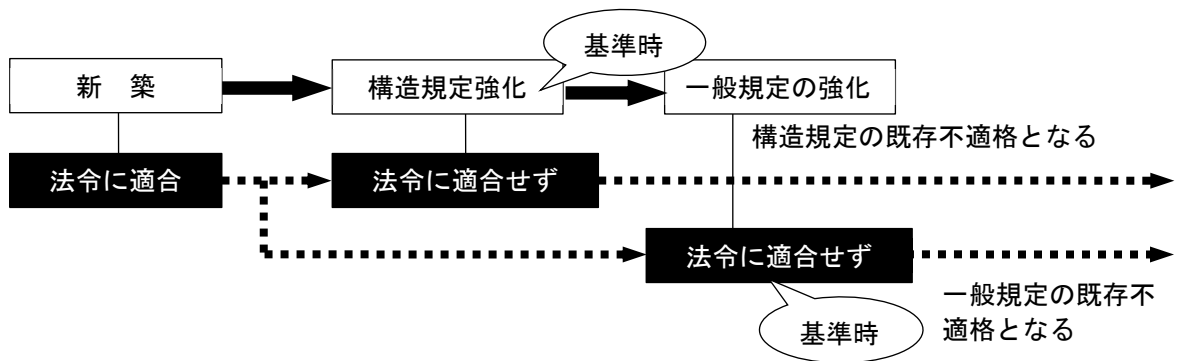 基準時
新 築
構造規定強化
一般規定の強化
構造規定の既存不適格となる
法令に適合
法令に適合せず
法令に適合せず
一般規定の既存不
適格となる
基準時